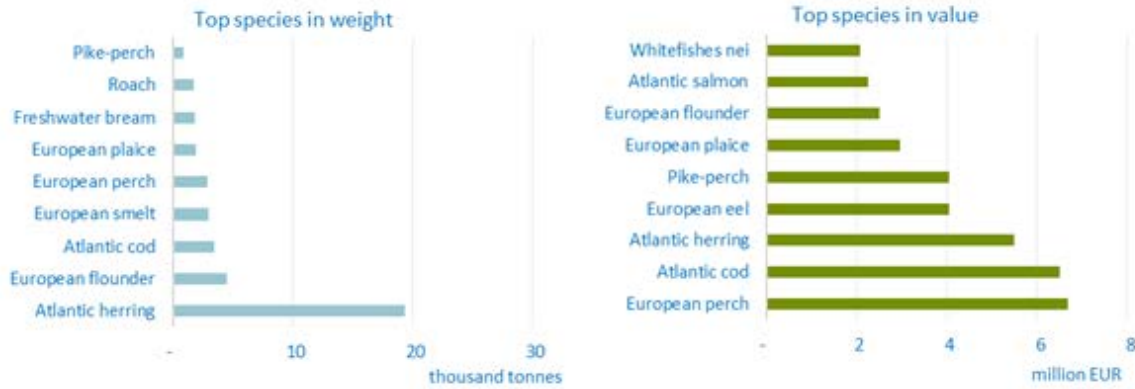 Top species in weight
Pike-perch
Roach
Freshwater bream
European plaice
European perch
European smelt
Atlantic cod
European flounder
Atlantic herring
- 10 20 30
thousand tonnes
Top species in value
Whitefishes nei
Atlantic salmon
European flounder
European plaice
Pike-perch
European eel
Atlantic herring
Atlantic cod
European perch
- 2 4 6 8
million EUR